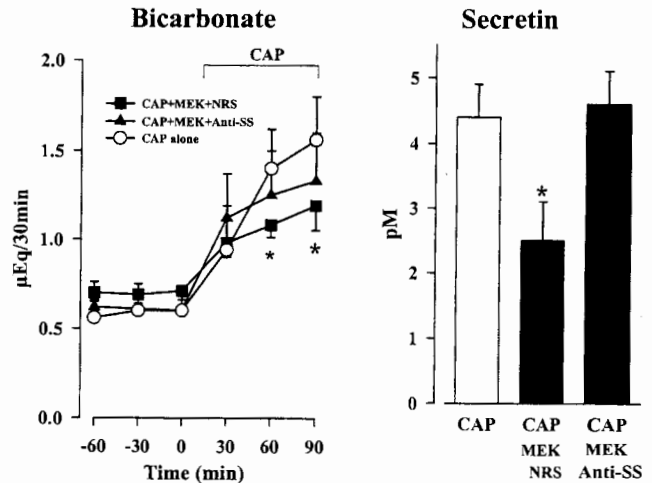 Bicarbonate
CAP
2.0
1.5
1.0
0.5
0.0
μEq/30min
CAP+MEK+NRS
CAP+MEK+Anti-SS
CAP alone
*
*
-60 -30 0 30 60 90
Time (min)
Secretin
5
4
3
2
1
0
pM
*
CAP CAP CAP
MEK MEK
NRS Anti-SS